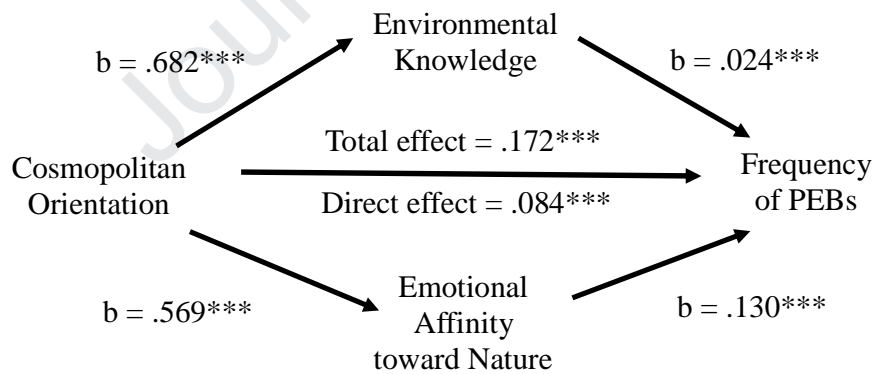 Environmental
Knowledge
b = .682***
b = .024***
Total effect = .172***
Cosmopolitan
Orientation
Frequency
of PEBs
Direct effect = .084***
b = .569***
Emotional
Affinity
toward Nature
b = .130***